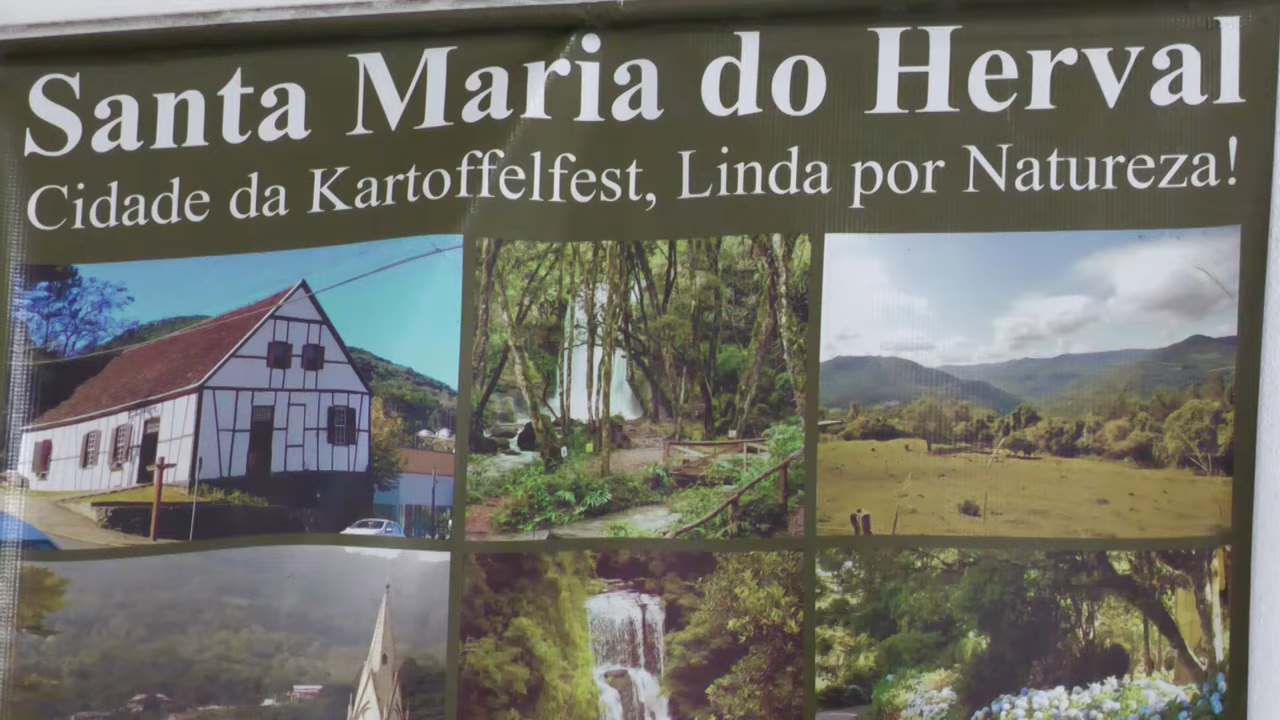 Santa Maria do Herval
Cidade da Kartoffelfest, Linda por Natureza!